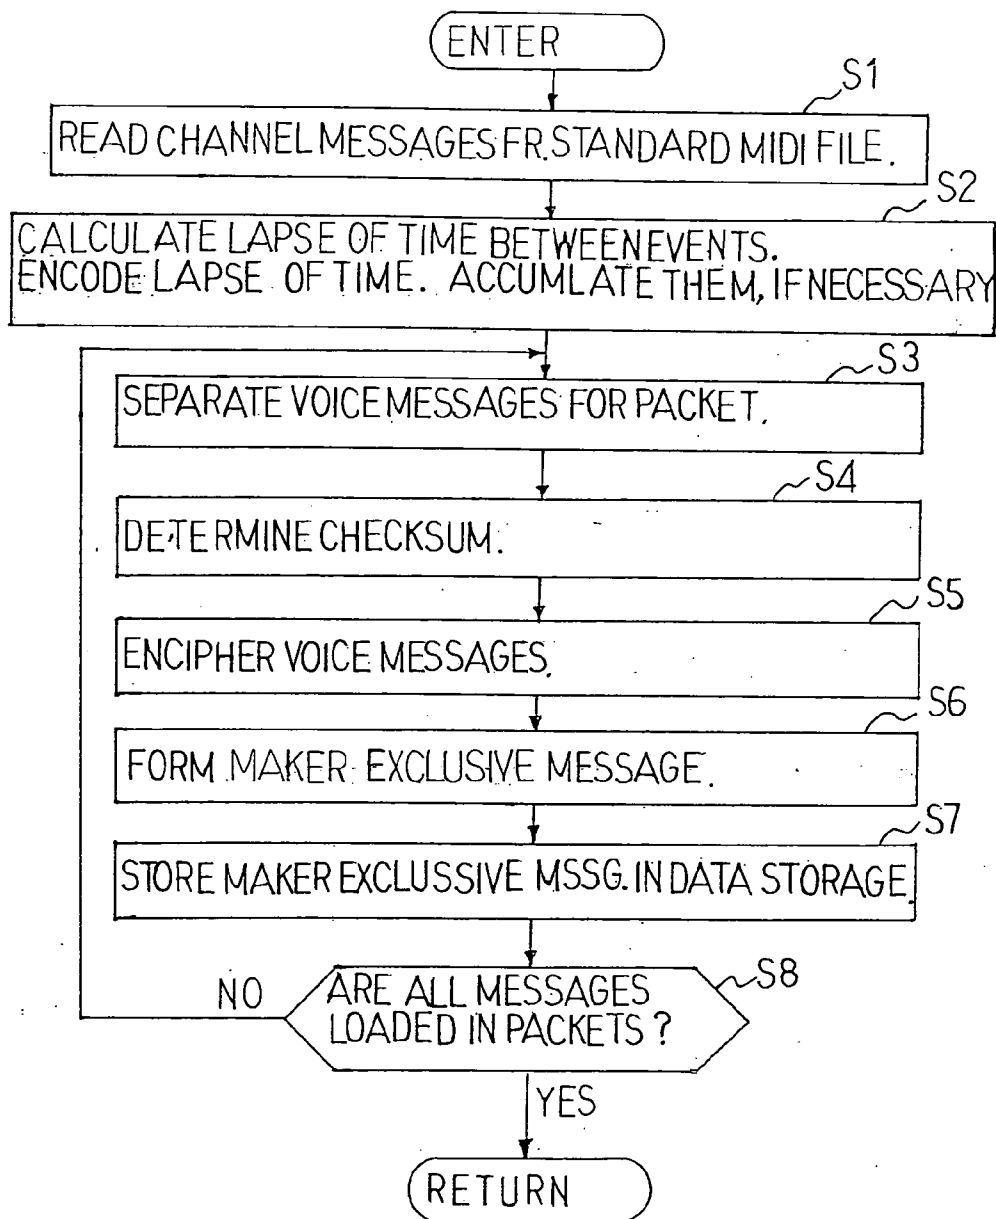 ENTER
S1
READ CHANNEL MESSAGES FR. STANDARD MIDI FILE.
S2
CALCULATE LAPSE OF TIME BETWEEN EVENTS.
ENCODE LAPSE OF TIME. ACCUMLATE THEM, IF NECESSARY
S3
SEPARATE VOICE MESSAGES FOR PACKET.
S4
DETERMINE CHECKSUM.
S5
ENCIPHER VOICE MESSAGES.
S6
FORM MAKER EXCLUSIVE MESSAGE.
S7
STORE MAKER EXCLUSSIVE MSSG. IN DATA STORAGE.
S8
NO
ARE ALL MESSAGES
LOADED IN PACKETS?
YES
RETURN